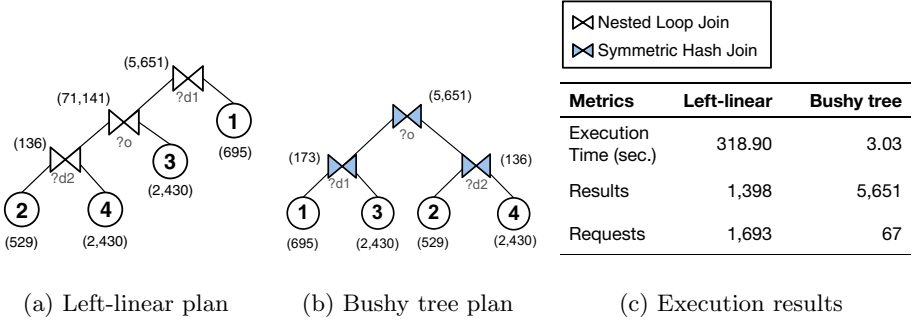 (5,651)
?d1
(71,141)
1
?o
(695)
(136)
3
?d2
(2,430)
2
4
(529)
(2,430)
(a) Left-linear plan
(5,651)
?o
(173)
(136)
?d1
?d2
1
3
2
4
(695)
(2,430)
(529)
(2,430)
(b) Bushy tree plan
Nested Loop Join
Symmetric Hash Join
Metrics Left-linear Bushy tree
Execution
Time (sec.) 318.90 3.03
Results 1,398 5,651
Requests 1,693 67
(c) Execution results